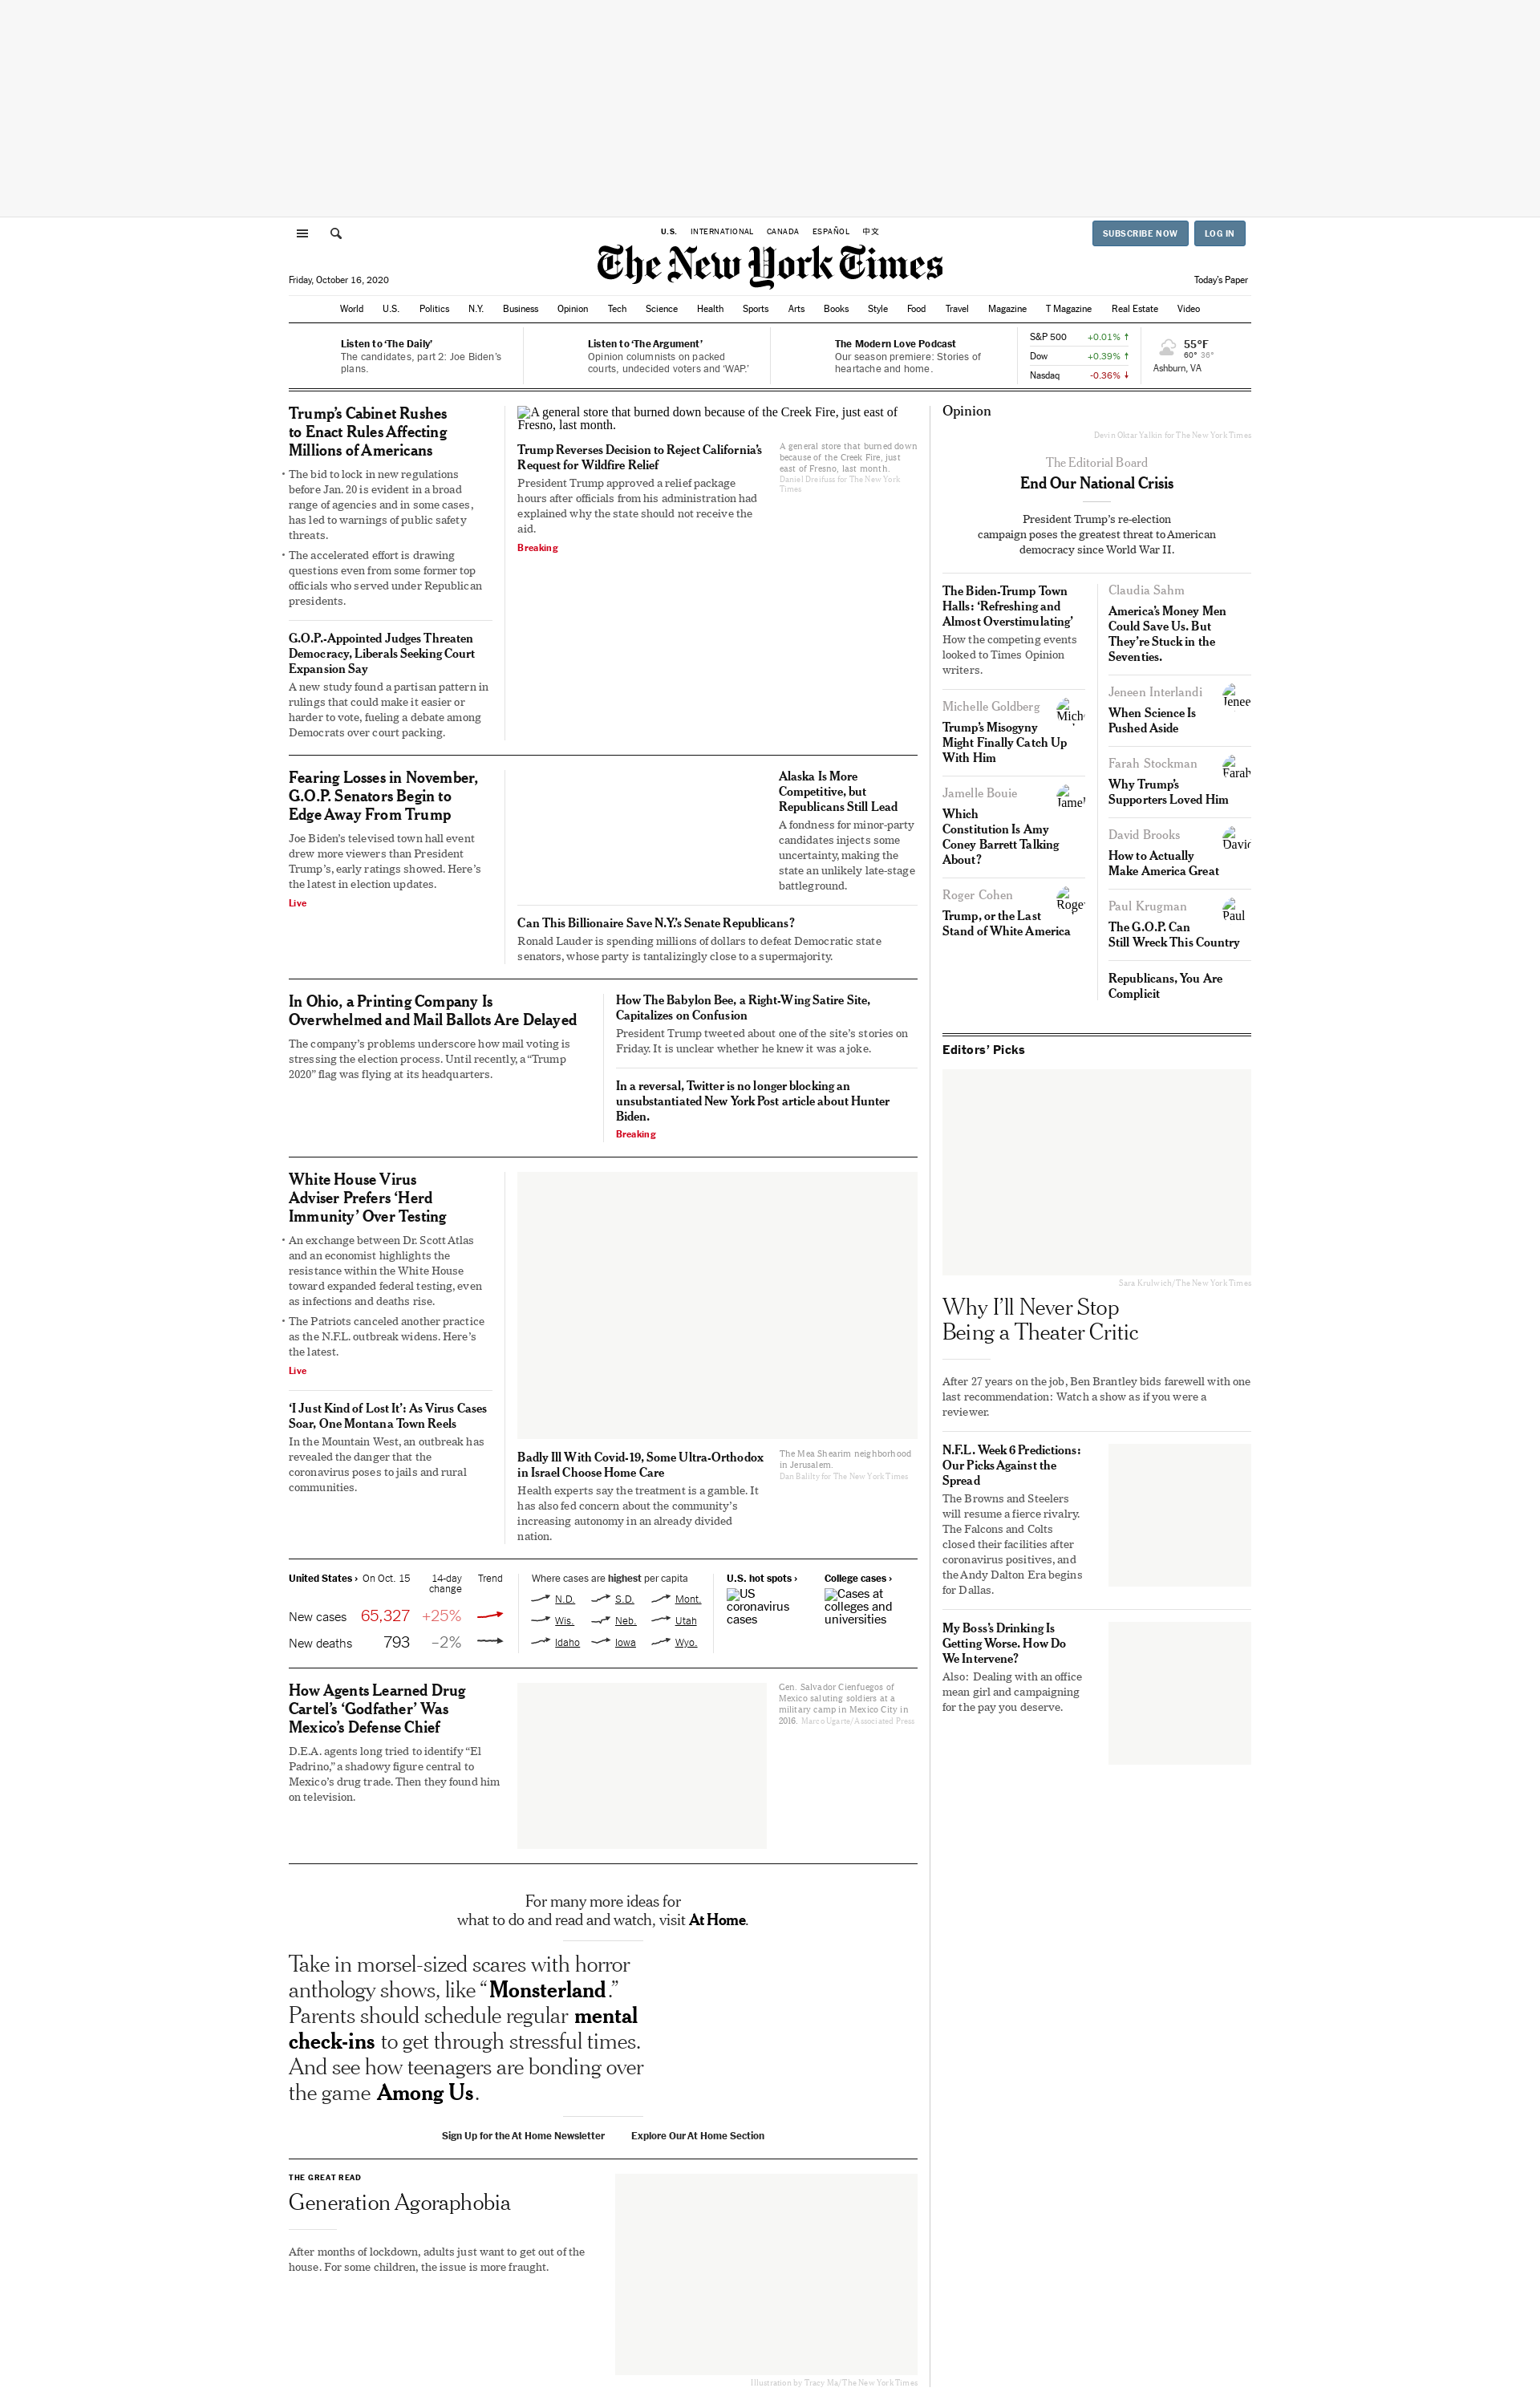 U.S. INTERNATIONAL CANADA ESPAÑOL 中文
SUBSCRIBE NOW LOG IN
The New York Times
Friday, October 16, 2020
Today's Paper
World U.S. Politics N.Y. Business Opinion Tech Science Health Sports Arts Books Style Food Travel Magazine T Magazine Real Estate Video
Listen to ‘The Daily’
The candidates, part 2: Joe Biden’s
plans.
Listen to ‘The Argument’
Opinion columnists on packed
courts, undecided voters and ‘WAP.’
The Modern Love Podcast
Our season premiere: Stories of
heartache and home.
S&P 500 +0.01% ↑
Dow +0.39% ↑
Nasdaq -0.36% ↓
55°F
60° 36°
Ashburn, VA
Trump’s Cabinet Rushes
to Enact Rules Affecting
Millions of Americans
• The bid to lock in new regulations
before Jan. 20 is evident in a broad
range of agencies and in some cases,
has led to warnings of public safety
threats.
• The accelerated effort is drawing
questions even from some former top
officials who served under Republican
presidents.
G.O.P.-Appointed Judges Threaten
Democracy, Liberals Seeking Court
Expansion Say
A new study found a partisan pattern in
rulings that could make it easier or
harder to vote, fueling a debate among
Democrats over court packing.
A general store that burned down because of the Creek Fire, just east of
Fresno, last month.
Trump Reverses Decision to Reject California’s
Request for Wildfire Relief
President Trump approved a relief package
hours after officials from his administration had
explained why the state should not receive the
aid.
Breaking
A general store that burned down
because of the Creek Fire, just
east of Fresno, last month.
Daniel Dreifuss for The New York
Times
Fearing Losses in November,
G.O.P. Senators Begin to
Edge Away From Trump
Joe Biden’s televised town hall event
drew more viewers than President
Trump’s, early ratings showed. Here’s
the latest in election updates.
Live
Alaska Is More
Competitive, but
Republicans Still Lead
A fondness for minor-party
candidates injects some
uncertainty, making the
state an unlikely late-stage
battleground.
Can This Billionaire Save N.Y.’s Senate Republicans?
Ronald Lauder is spending millions of dollars to defeat Democratic state
senators, whose party is tantalizingly close to a supermajority.
In Ohio, a Printing Company Is
Overwhelmed and Mail Ballots Are Delayed
The company’s problems underscore how mail voting is
stressing the election process. Until recently, a “Trump
2020” flag was flying at its headquarters.
How The Babylon Bee, a Right-Wing Satire Site,
Capitalizes on Confusion
President Trump tweeted about one of the site’s stories on
Friday. It is unclear whether he knew it was a joke.
In a reversal, Twitter is no longer blocking an
unsubstantiated New York Post article about Hunter
Biden.
Breaking
White House Virus
Adviser Prefers ‘Herd
Immunity’ Over Testing
• An exchange between Dr. Scott Atlas
and an economist highlights the
resistance within the White House
toward expanded federal testing, even
as infections and deaths rise.
• The Patriots canceled another practice
as the N.F.L. outbreak widens. Here’s
the latest.
Live
‘I Just Kind of Lost It’: As Virus Cases
Soar, One Montana Town Reels
In the Mountain West, an outbreak has
revealed the danger that the
coronavirus poses to jails and rural
communities.
Badly Ill With Covid-19, Some Ultra-Orthodox
in Israel Choose Home Care
Health experts say the treatment is a gamble. It
has also fed concern about the community’s
increasing autonomy in an already divided
nation.
The Mea Shearim neighborhood
in Jerusalem.
Dan Balilty for The New York Times
United States › On Oct. 15 14-day
change Trend
New cases 65,327 +25%
New deaths 793 –2%
Where cases are highest per capita
N.D. S.D. Mont.
Wis. Neb. Utah
Idaho Iowa Wyo.
U.S. hot spots ›
US
coronavirus
cases
College cases ›
Cases at
colleges and
universities
How Agents Learned Drug
Cartel’s ‘Godfather’ Was
Mexico’s Defense Chief
D.E.A. agents long tried to identify “El
Padrino,” a shadowy figure central to
Mexico’s drug trade. Then they found him
on television.
Gen. Salvador Cienfuegos of
Mexico saluting soldiers at a
military camp in Mexico City in
2016. Marco Ugarte/Associated Press
For many more ideas for
what to do and read and watch, visit At Home.
Take in morsel-sized scares with horror
anthology shows, like “Monsterland.”
Parents should schedule regular mental
check-ins to get through stressful times.
And see how teenagers are bonding over
the game Among Us.
Sign Up for the At Home Newsletter Explore Our At Home Section
THE GREAT READ
Generation Agoraphobia
After months of lockdown, adults just want to get out of the
house. For some children, the issue is more fraught.
Illustration by Tracy Ma/The New York Times
Opinion
Devin Oktar Yalkin for The New York Times
The Editorial Board
End Our National Crisis
President Trump’s re-election
campaign poses the greatest threat to American
democracy since World War II.
The Biden-Trump Town
Halls: ‘Refreshing and
Almost Overstimulating’
How the competing events
looked to Times Opinion
writers.
Michelle Goldberg
Trump’s Misogyny
Might Finally Catch Up
With Him
Jamelle Bouie
Which
Constitution Is Amy
Coney Barrett Talking
About?
Roger Cohen
Roger
Trump, or the Last
Stand of White America
Claudia Sahm
America’s Money Men
Could Save Us. But
They’re Stuck in the
Seventies.
Jeneen Interlandi
When Science Is
Pushed Aside
Farah Stockman
Farah
Why Trump’s
Supporters Loved Him
David Brooks
David
How to Actually
Make America Great
Paul Krugman
Paul
The G.O.P. Can
Still Wreck This Country
Republicans, You Are
Complicit
Editors’ Picks
Sara Krulwich/The New York Times
Why I’ll Never Stop
Being a Theater Critic
After 27 years on the job, Ben Brantley bids farewell with one
last recommendation: Watch a show as if you were a
reviewer.
N.F.L. Week 6 Predictions:
Our Picks Against the
Spread
The Browns and Steelers
will resume a fierce rivalry.
The Falcons and Colts
closed their facilities after
coronavirus positives, and
the Andy Dalton Era begins
for Dallas.
My Boss’s Drinking Is
Getting Worse. How Do
We Intervene?
Also: Dealing with an office
mean girl and campaigning
for the pay you deserve.